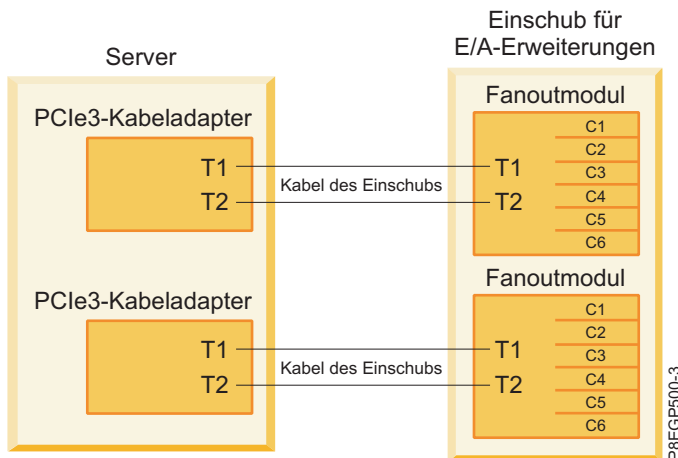 Server
Einschub für
E/A-Erweiterungen
PCIe3-Kabeladapter
T1
T2
Kabel des Einschubs
Fanoutmodul
T1
T2
C1
C2
C3
C4
C5
C6
PCIe3-Kabeladapter
T1
T2
Kabel des Einschubs
Fanoutmodul
T1
T2
C1
C2
C3
C4
C5
C6
P8EGP500-3